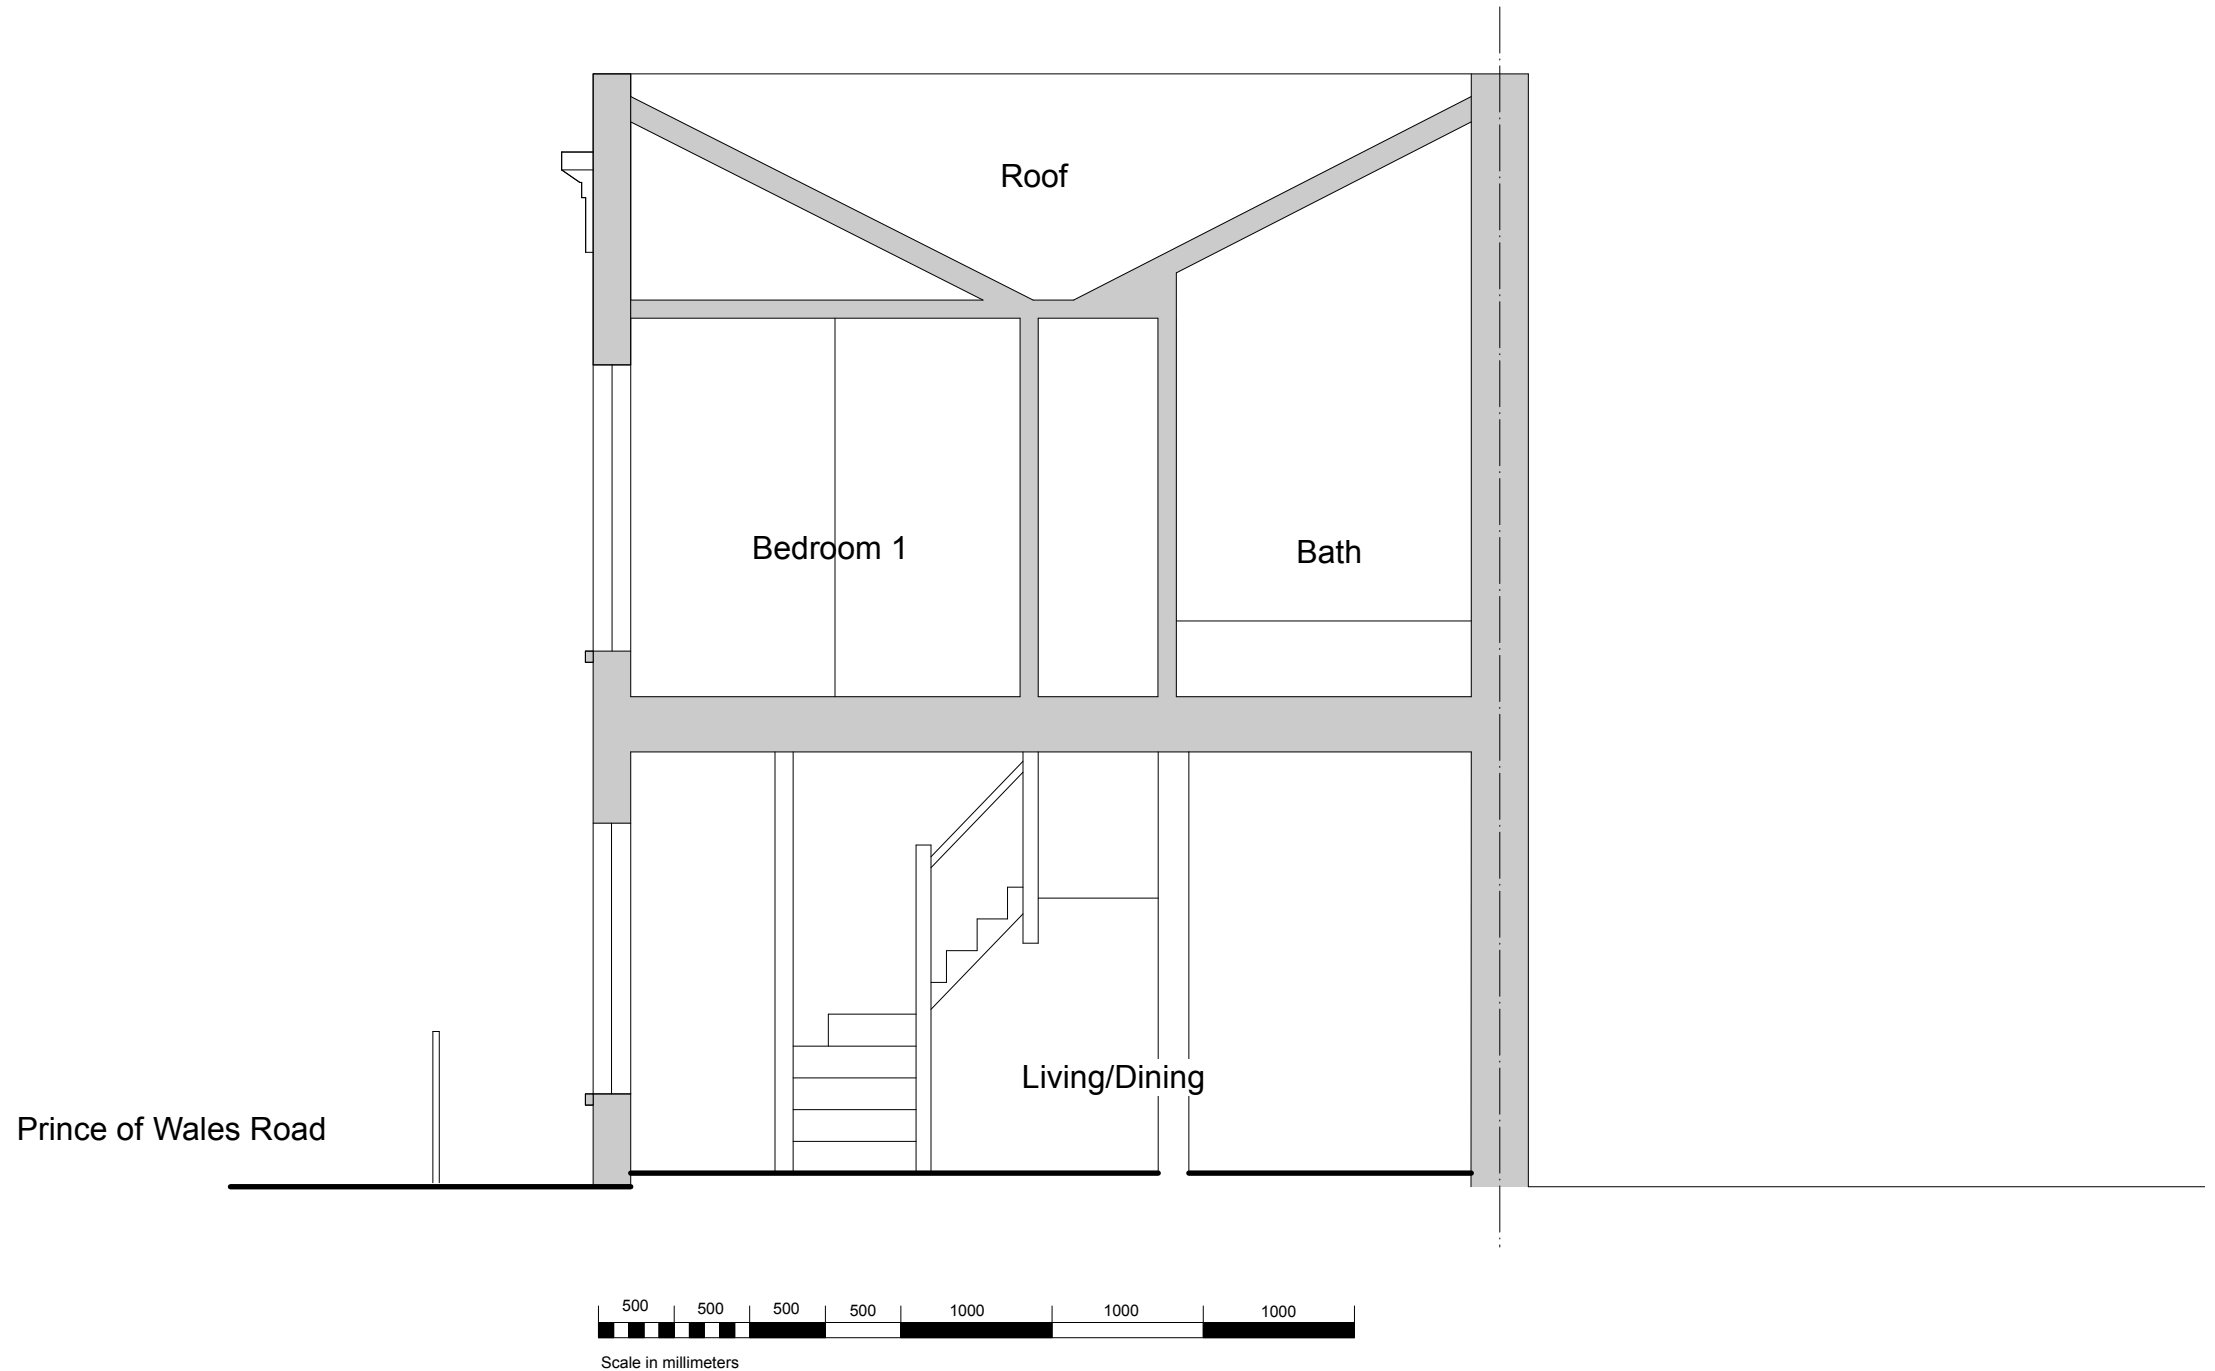 Roof
Bedroom 1
Bath
Living/Dining
Prince of Wales Road
500 500 500 500 1000 1000 1000
Scale in millimeters